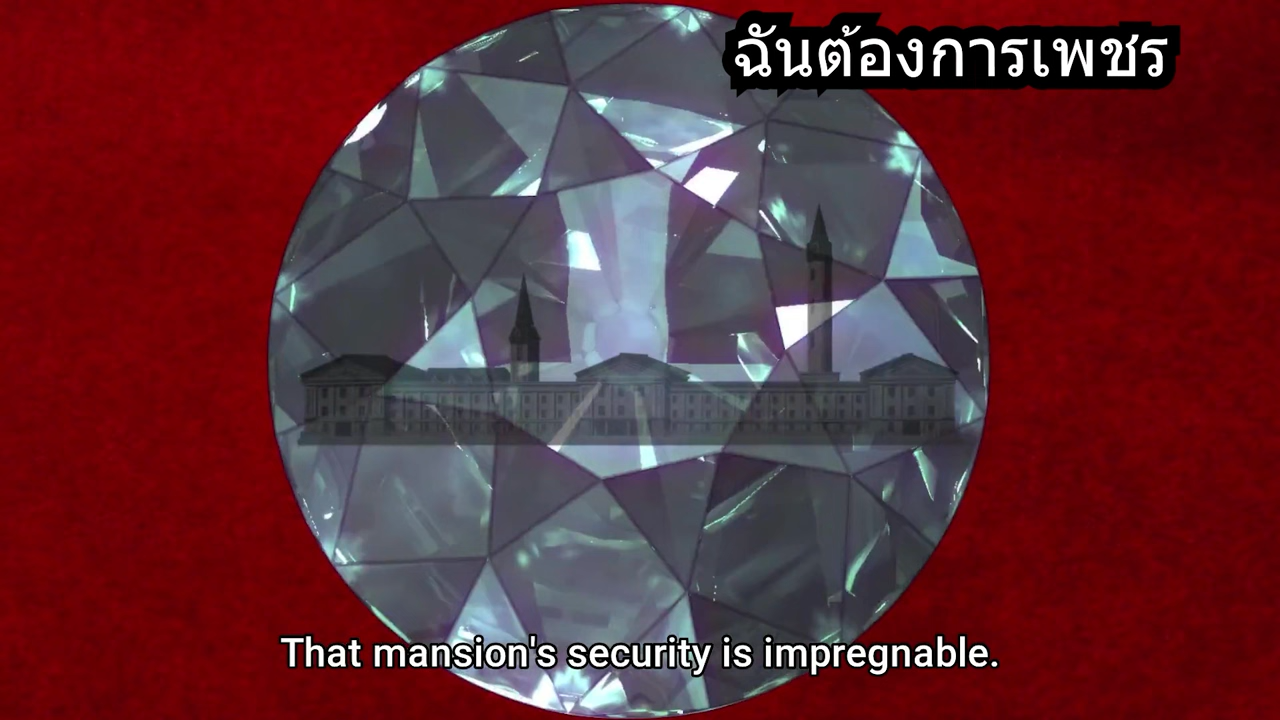 ฉันต้องการเพชร
That mansion's security is impregnable.